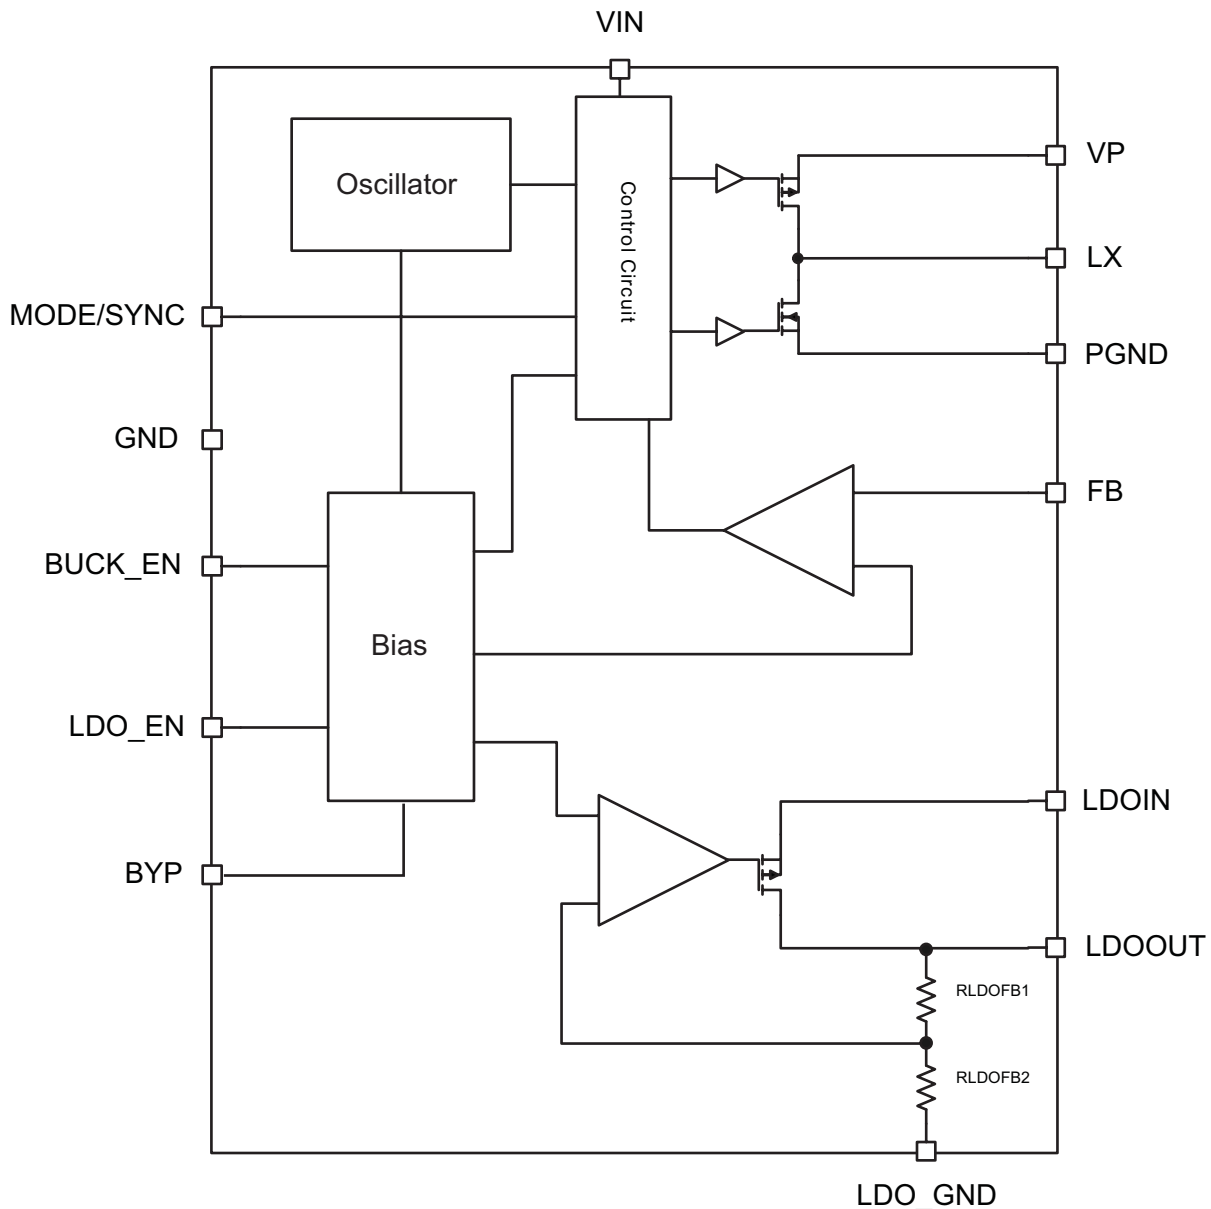 VIN
VP
Oscillator
Control Circuit
LX
MODE/SYNC
PGND
GND
FB
BUCK_EN
Bias
LDO_EN
LDOIN
BYP
LDOOUT
RLDOFB1
RLDOFB2
LDO_GND